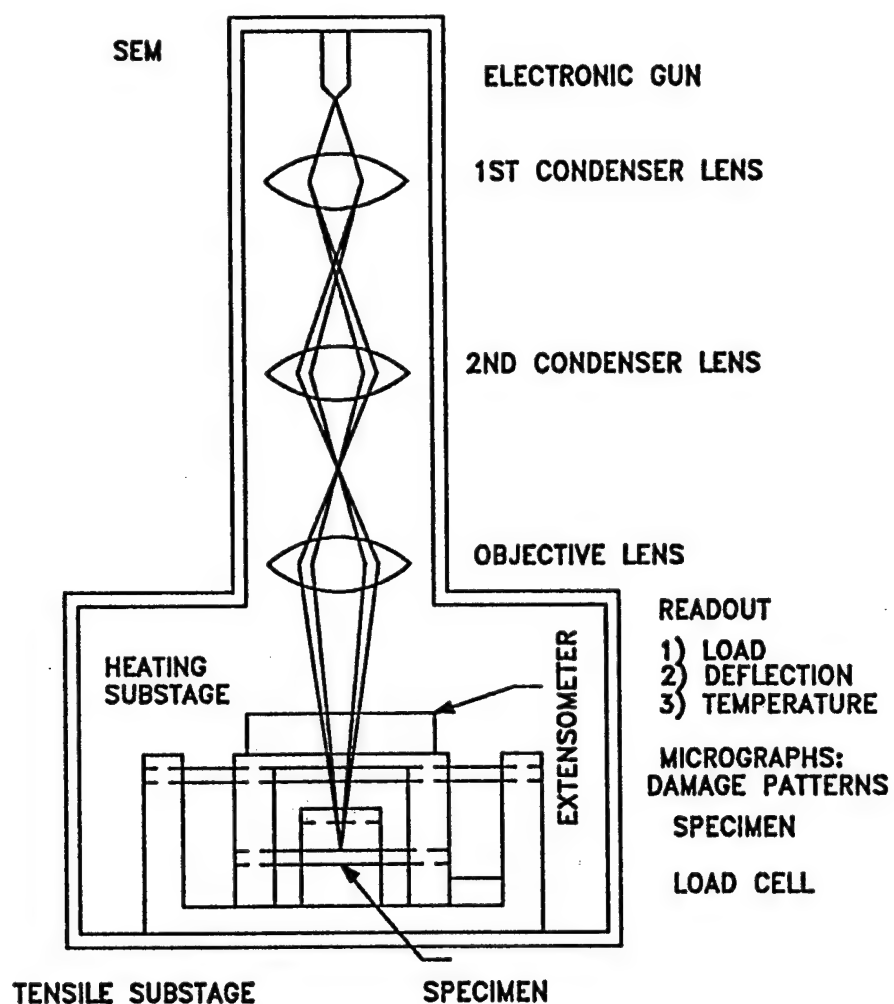 SEM
ELECTRONIC GUN
1ST CONDENSER LENS
2ND CONDENSER LENS
OBJECTIVE LENS
READOUT
1) LOAD
2) DEFLECTION
3) TEMPERATURE
HEATING
SUBSTAGE
EXTENSOMETER
MICROGRAPHS:
DAMAGE PATTERNS
SPECIMEN
LOAD CELL
TENSILE SUBSTAGE
SPECIMEN